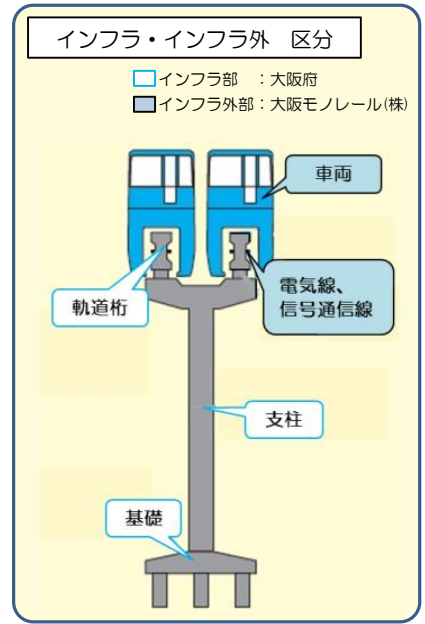 インフラ・インフラ外　区分
インフラ部　：大阪府
インフラ外部：大阪モノレール(株)
車両
軌道桁
電気線、
信号通信線
支柱
基礎